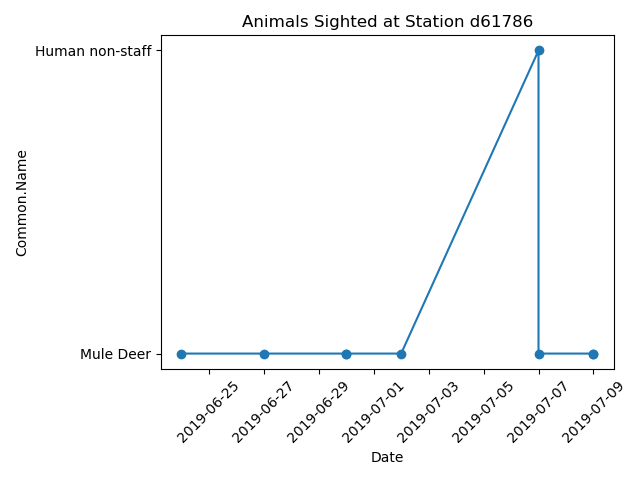 Animals Sighted at Station d61786
Human non-staff
Common.Name
Mule Deer
2019-06-25
2019-06-27
2019-06-29
2019-07-01
2019-07-03
2019-07-05
2019-07-07
2019-07-09
Date